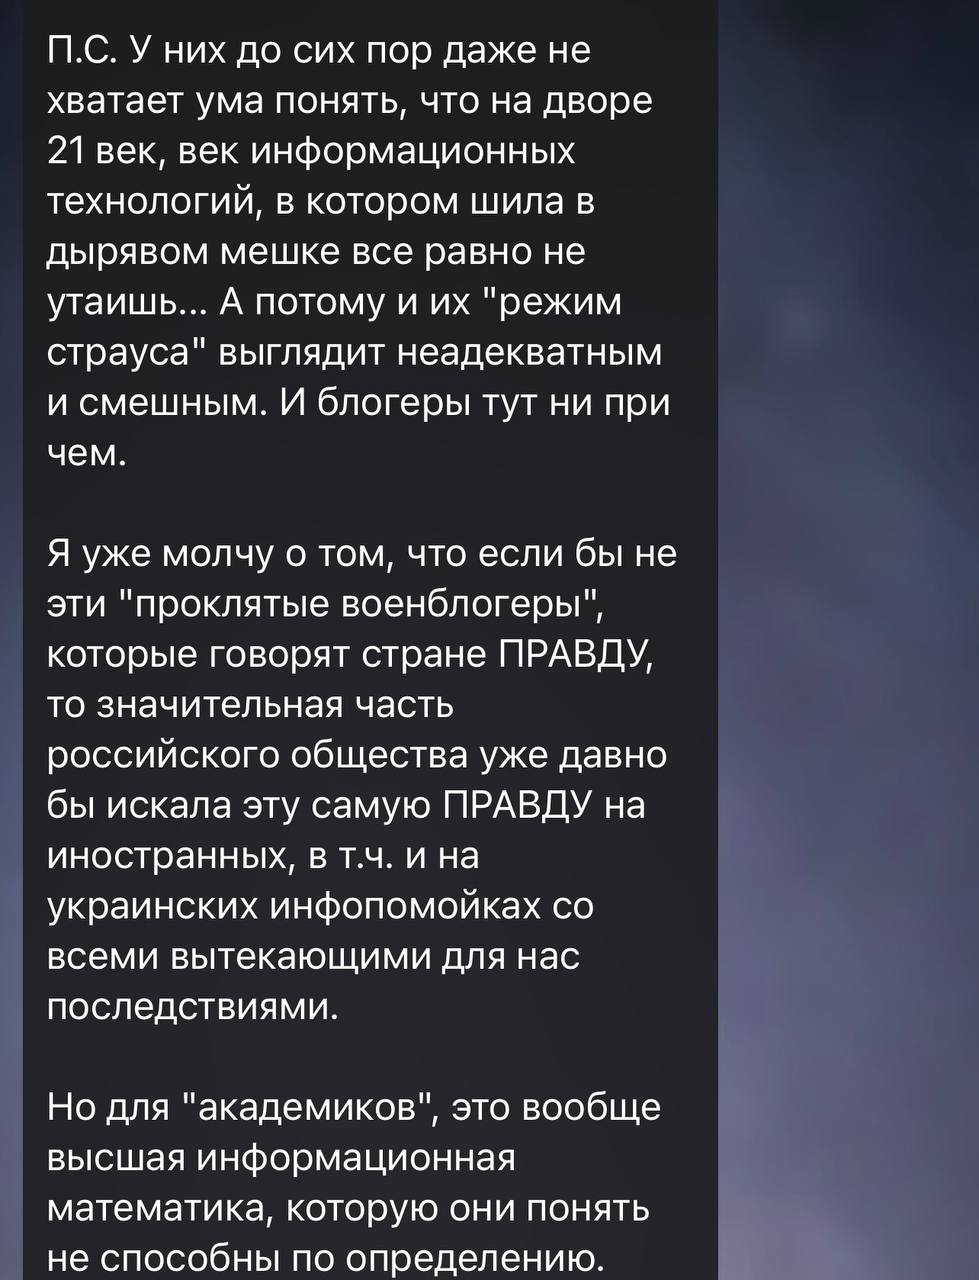 П.С. У них до сих пор даже не
хватает ума понять, что на дворе
21 век, век информационных
технологий, в котором шила в
дырявом мешке все равно не
утаишь... А потому и их "режим
страуса" выглядит неадекватным
и смешным. И блогеры тут ни при
чем.

Я уже молчу о том, что если бы не
эти "проклятые военблогеры",
которые говорят стране ПРАВДУ,
то значительная часть
российского общества уже давно
бы искала эту самую ПРАВДУ на
иностранных, в т.ч. и на
украинских инфопомойках со
всеми вытекающими для нас
последствиями.

Но для "академиков", это вообще
высшая информационная
математика, которую они понять
не способны по определению.